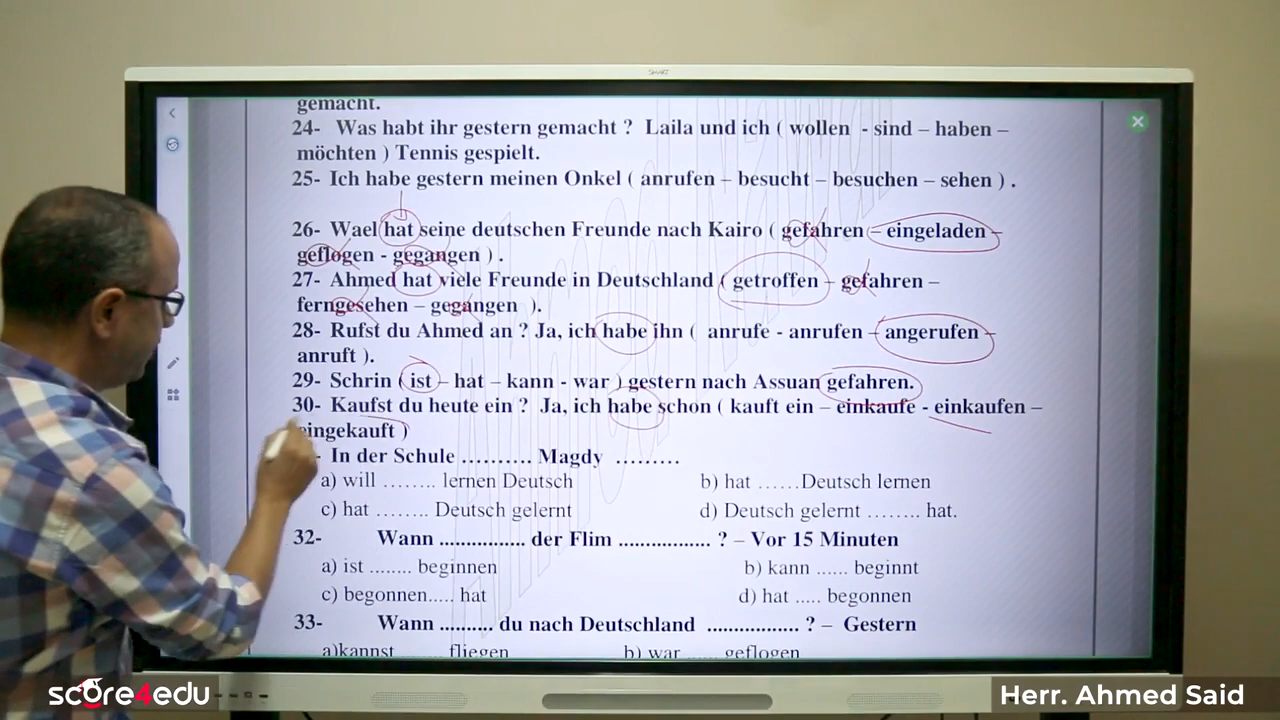 SMART
gemacht.
24- Was habt ihr gestern gemacht ? Laila und ich ( wollen - sind – haben –
möchten ) Tennis gespielt.
25- Ich habe gestern meinen Onkel ( anrufen – besucht – besuchen – sehen ) .
26- Wael hat seine deutschen Freunde nach Kairo ( gefahren – eingeladen –
geflogen - gegangen ) .
27- Ahmed hat viele Freunde in Deutschland ( getroffen – gefahren –
ferngesehen – gegangen ).
28- Rufst du Ahmed an ? Ja, ich habe ihn ( anrufe - anrufen – angerufen –
anruft ).
29- Schrin ( ist – hat – kann - war ) gestern nach Assuan gefahren.
30- Kaufst du heute ein ? Ja, ich habe schon ( kauft ein – einkaufe - einkaufen –
eingekauft )
- In der Schule .......... Magdy .........
a) will ........ lernen Deutsch b) hat ......Deutsch lernen
c) hat ........ Deutsch gelernt d) Deutsch gelernt ........ hat.
32- Wann ................ der Flim ................. ? – Vor 15 Minuten
a) ist ........ beginnen b) kann ...... beginnt
c) begonnen..... hat d) hat ..... begonnen
33- Wann .......... du nach Deutschland ................. ? – Gestern
a)kannst fliegen b) war ..... geflogen
score4edu
Herr. Ahmed Said